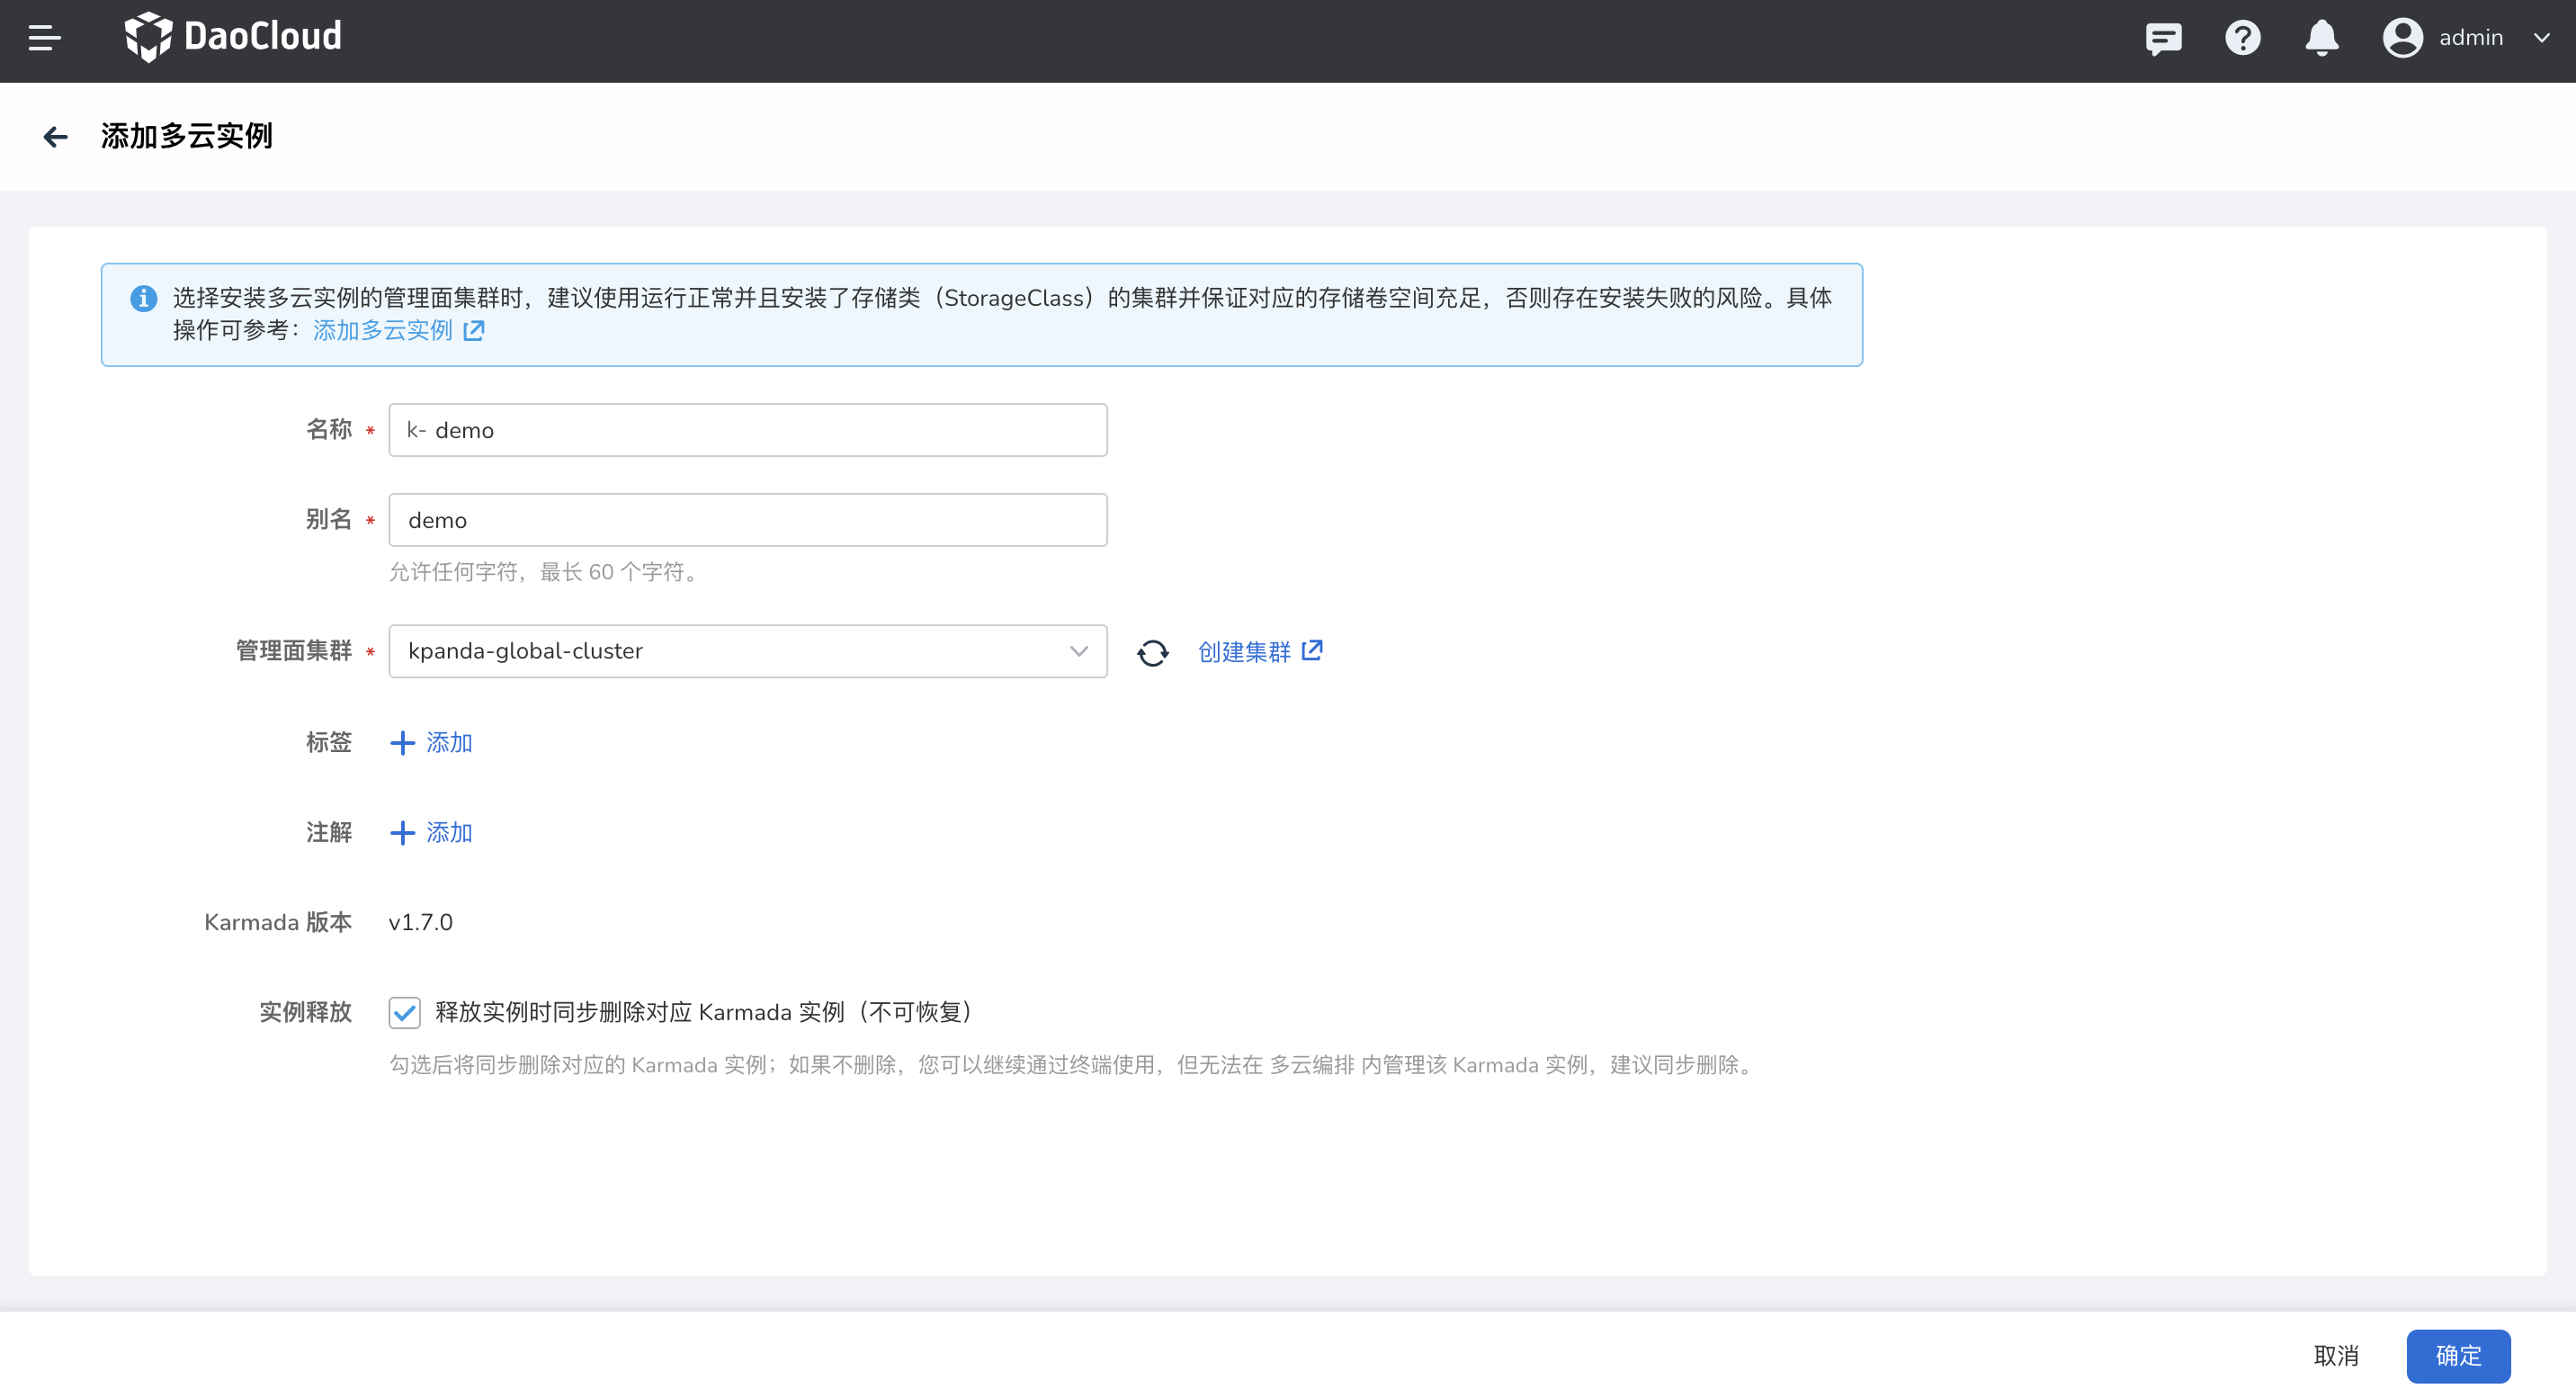 DaoCloud
admin
添加多云实例
选择安装多云实例的管理面集群时，建议使用运行正常并且安装了存储类（StorageClass）的集群并保证对应的存储卷空间充足，否则存在安装失败的风险。具体
操作可参考：添加多云实例
名称 * k- demo
别名 * demo
允许任何字符，最长 60 个字符。
管理面集群 * kpanda-global-cluster 创建集群
标签 添加
注解 添加
Karmada 版本 v1.7.0
实例释放 释放实例时同步删除对应 Karmada 实例（不可恢复）
勾选后将同步删除对应的 Karmada 实例；如果不删除，您可以继续通过终端使用，但无法在 多云编排 内管理该 Karmada 实例，建议同步删除。
取消 确定